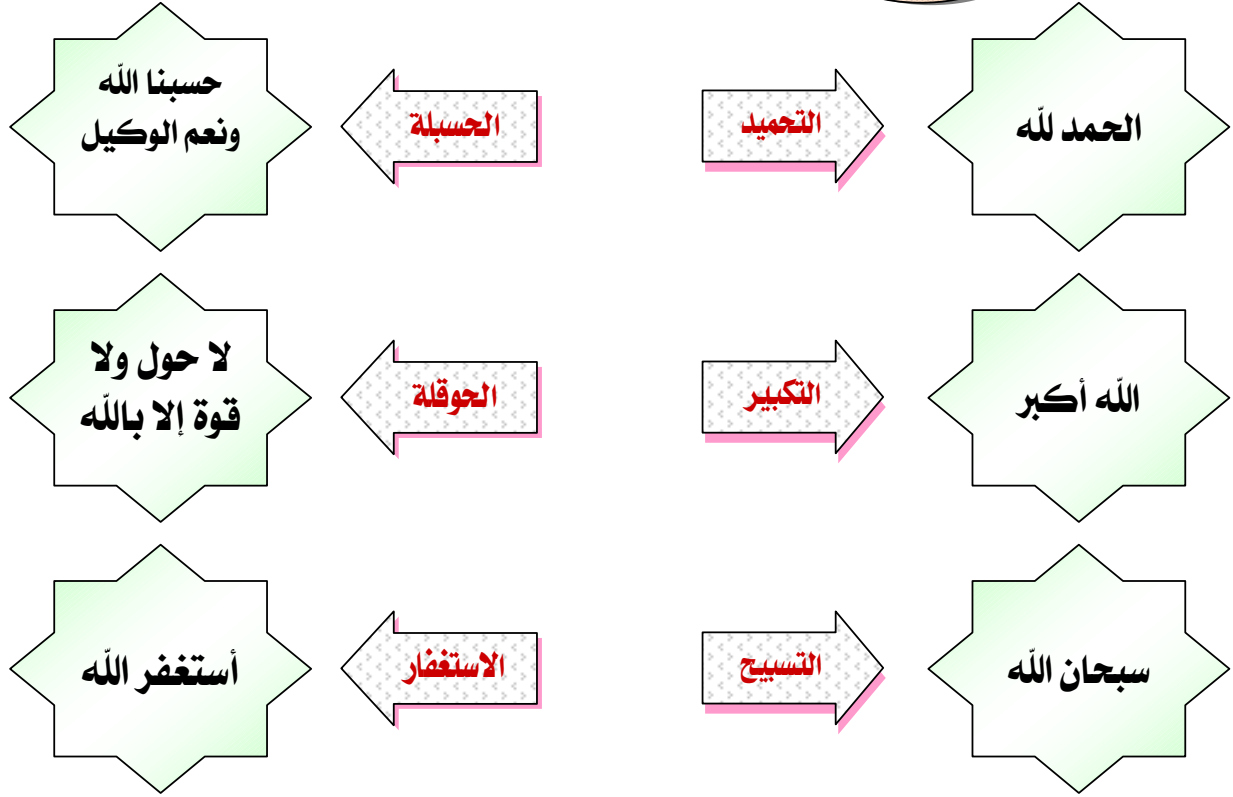 التحميد
الحمد لله
الحسبلة
حسبنا الله
ونعم الوكيل
التكبير
الله أكبر
الحوقلة
لا حول ولا
قوة إلا بالله
التسبيح
سبحان الله
الاستغفار
أستغفر الله